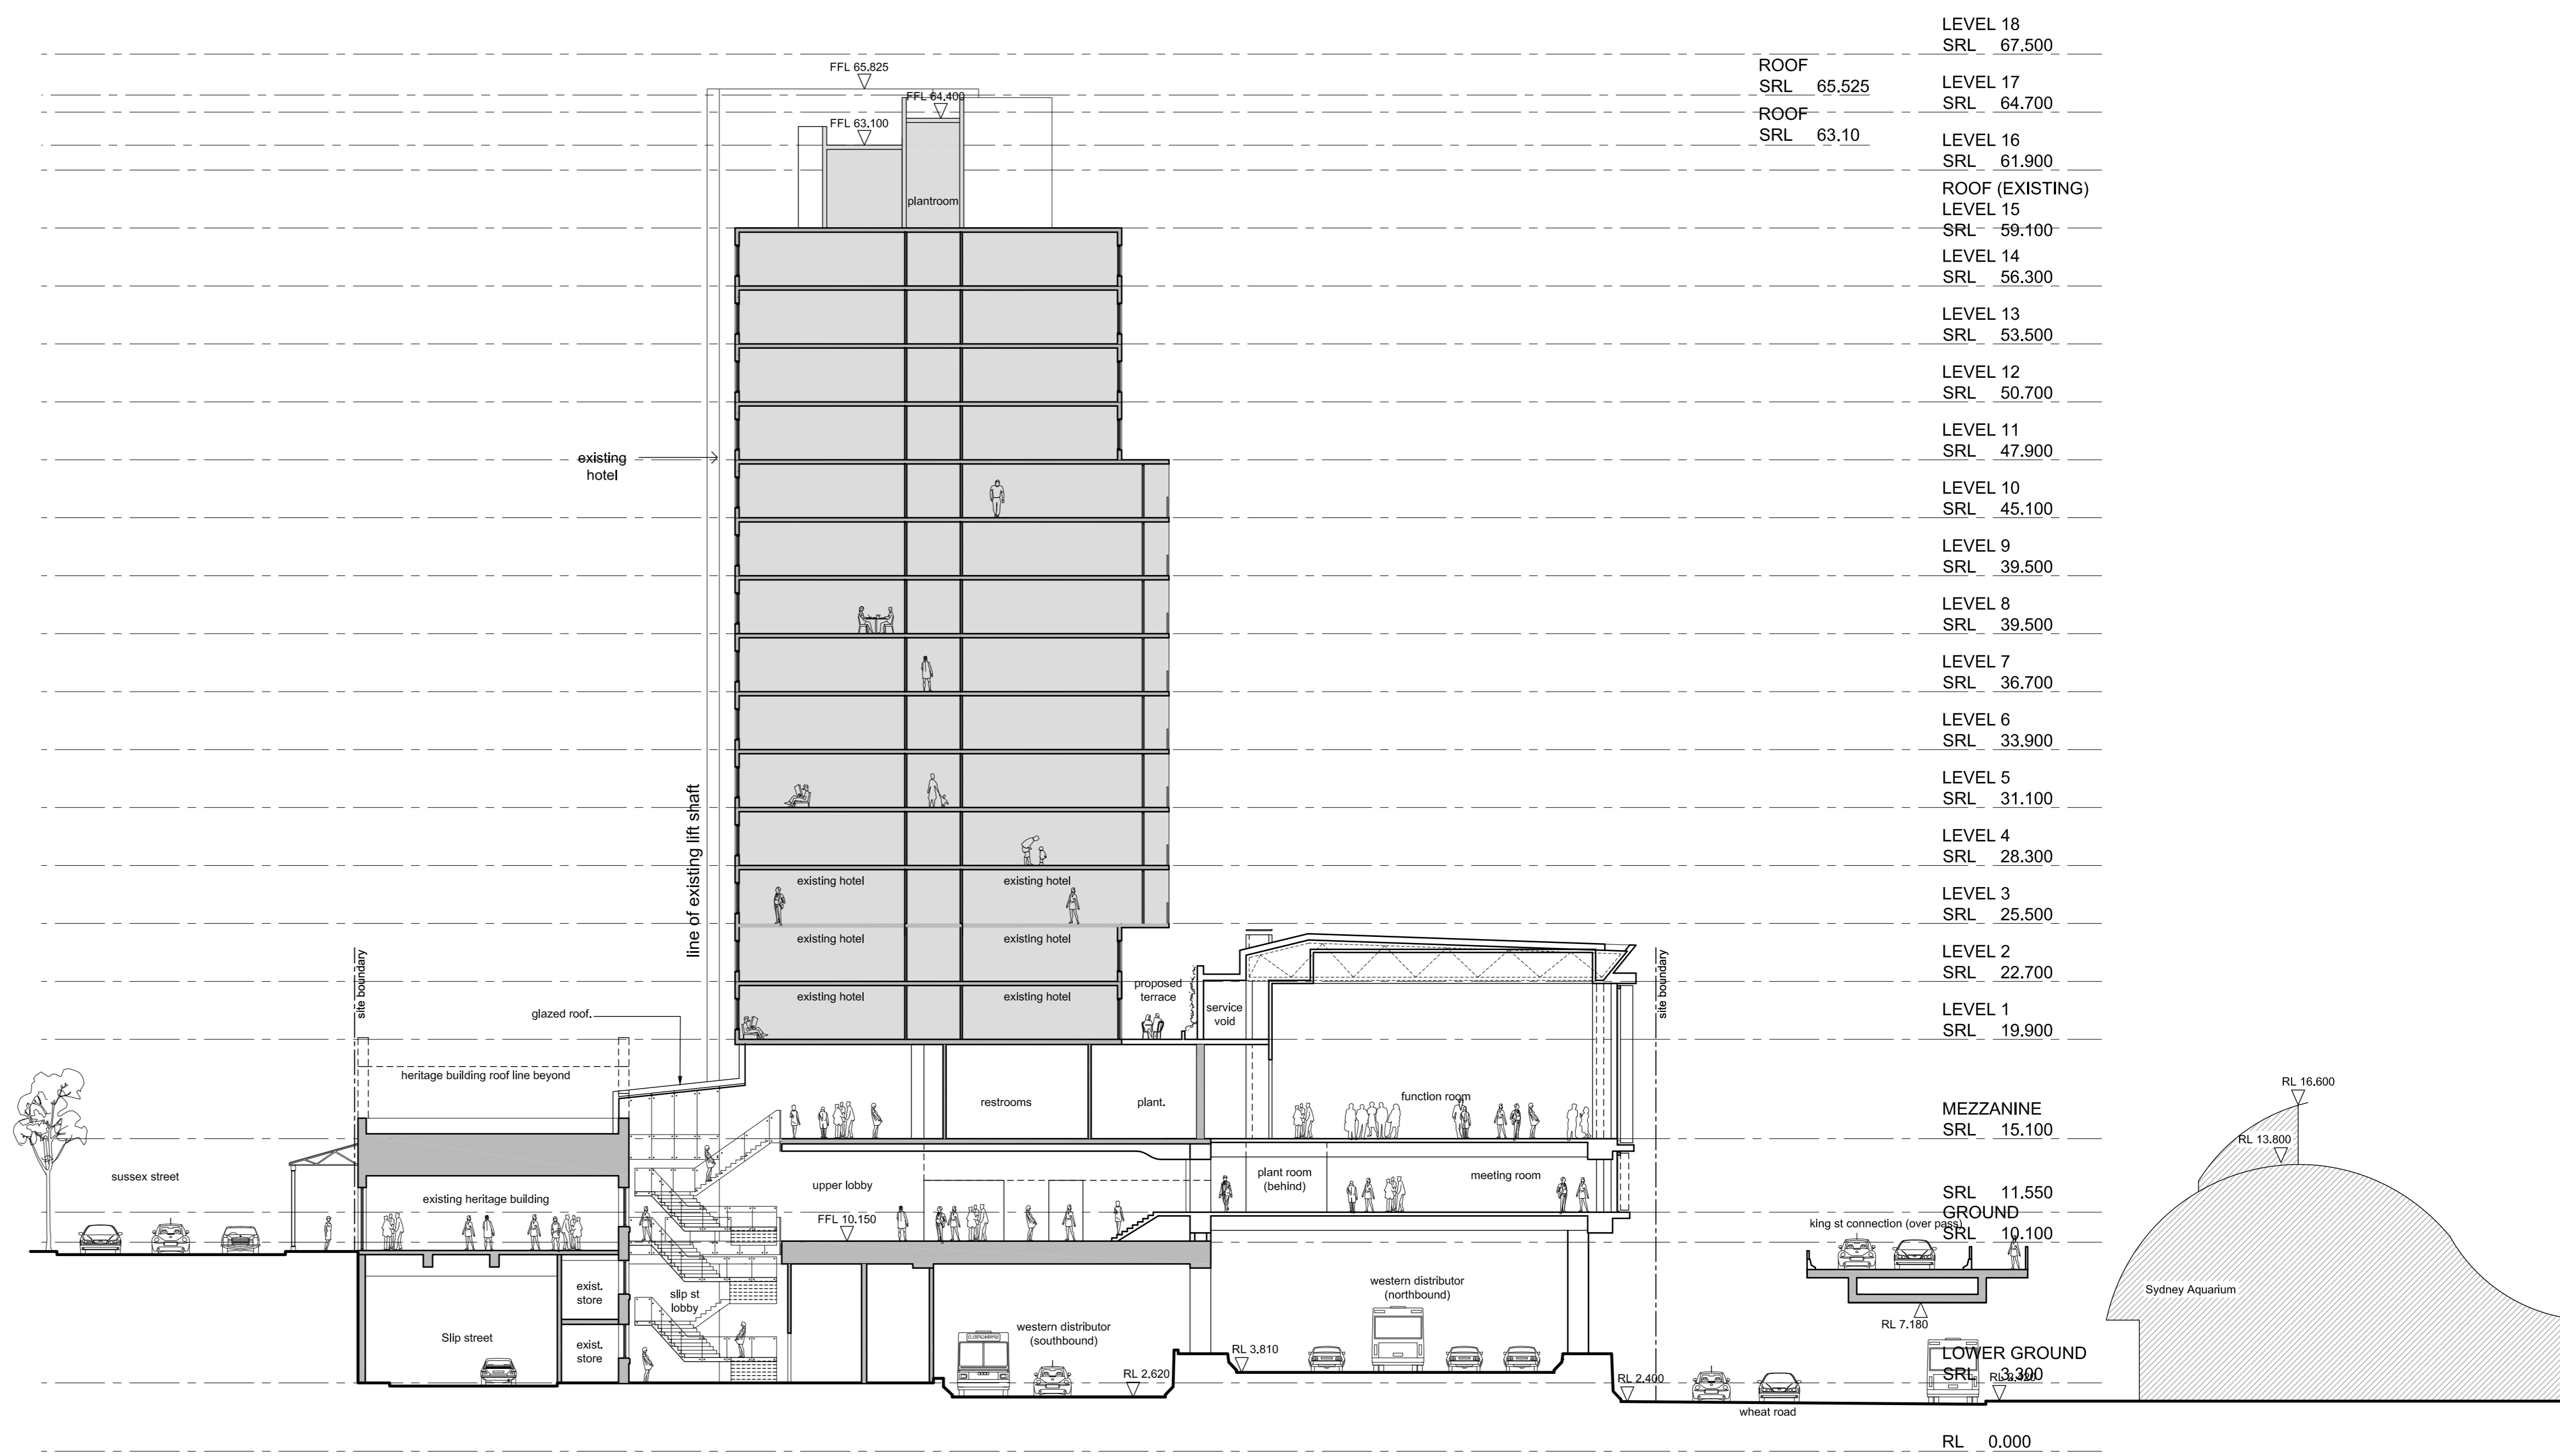 LEVEL 18
SRL 67.500
FFL 65.825
ROOF
SRL 65.525
LEVEL 17
SRL 64.700
FFL 64.400
ROOF
SRL 63.10
FFL 63.100
LEVEL 16
SRL 61.900
plantroom
ROOF (EXISTING)
LEVEL 15
SRL 59.100
LEVEL 14
SRL 56.300
LEVEL 13
SRL 53.500
LEVEL 12
SRL 50.700
LEVEL 11
SRL 47.900
existing
hotel
LEVEL 10
SRL 45.100
LEVEL 9
SRL 39.500
LEVEL 8
SRL 39.500
LEVEL 7
SRL 36.700
LEVEL 6
SRL 33.900
LEVEL 5
SRL 31.100
line of existing lift shaft
LEVEL 4
SRL 28.300
existing hotel
existing hotel
LEVEL 3
SRL 25.500
existing hotel
existing hotel
LEVEL 2
SRL 22.700
site boundary
site boundary
existing hotel
existing hotel
proposed
terrace
service
void
glazed roof.
LEVEL 1
SRL 19.900
heritage building roof line beyond
restrooms
plant.
function room
RL 16.600
MEZZANINE
SRL 15.100
RL 13.800
sussex street
existing heritage building
upper lobby
plant room
(behind)
meeting room
SRL 11.550
GROUND
SRL 10.100
FFL 10.150
king st connection (over pass)
exist.
store
slip st
lobby
western distributor
(northbound)
Sydney Aquarium
RL 7.180
Slip street
exist.
store
western distributor
(southbound)
RL 3,810
RL 2,620
RL 2.400
LOWER GROUND
SRL 3.300
wheat road
RL 0.000